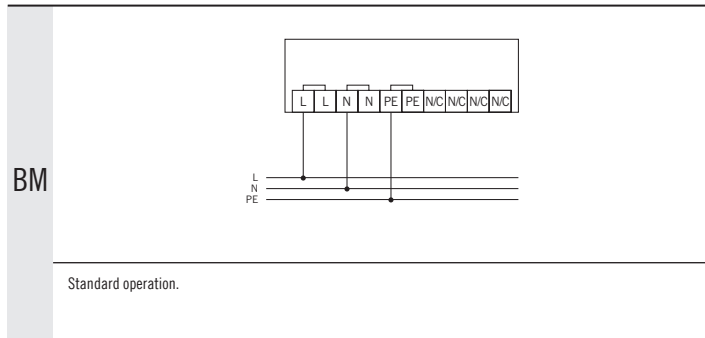 L L N N PE PE N/C N/C N/C N/C
L
N
PE
BM
Standard operation.